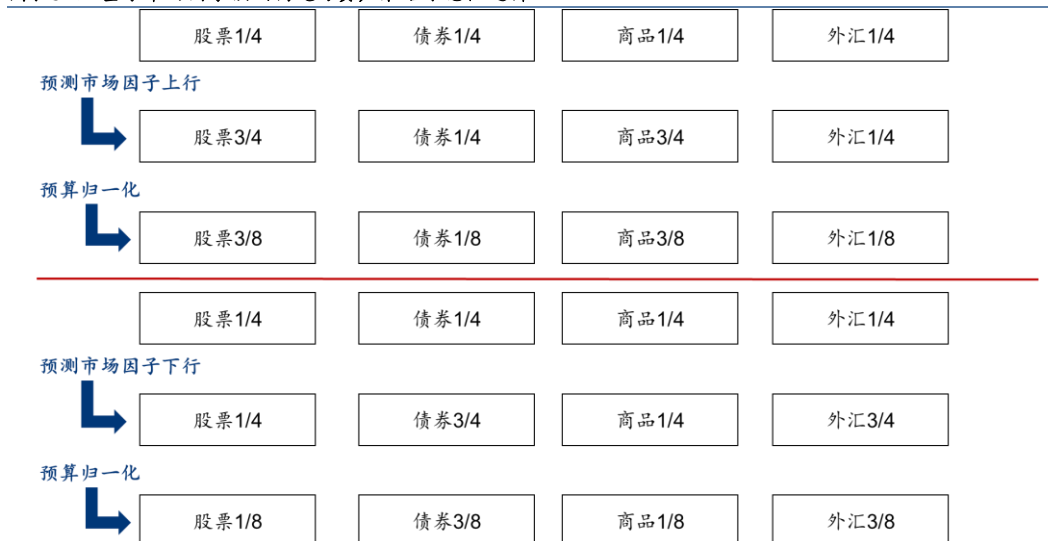 股票1/4 债券1/4 商品1/4 外汇1/4
预测市场因子上行
股票3/4 债券1/4 商品3/4 外汇1/4
预算归一化
股票3/8 债券1/8 商品3/8 外汇1/8
股票1/4 债券1/4 商品1/4 外汇1/4
预测市场因子下行
股票1/4 债券3/4 商品1/4 外汇3/4
预算归一化
股票1/8 债券3/8 商品1/8 外汇3/8